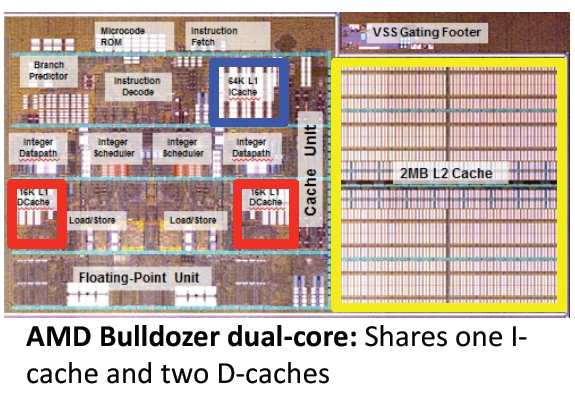 Microcode
ROM
Instruction
Fetch
VSS Gating Footer
Branch
Predictor
Instruction
Decode
64K L1
ICache
Integer
Datapath
Integer
Scheduler
Integer
Scheduler
Integer
Datapath
Cache Unit
2MB L2 Cache
16K L1
DCache
Load/Store
Load/Store
16K L1
DCache
Floating-Point Unit
AMD Bulldozer dual-core: Shares one I-
cache and two D-caches